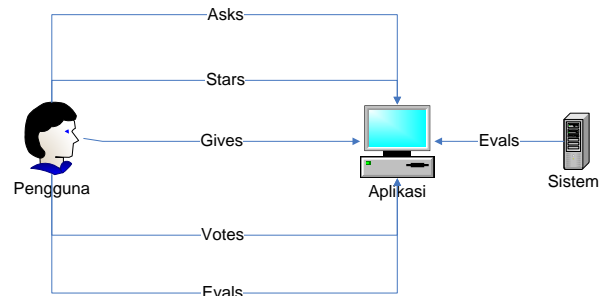 Asks
Stars
Gives
Evals
Pengguna
Aplikasi
Sistem
Votes
Evals